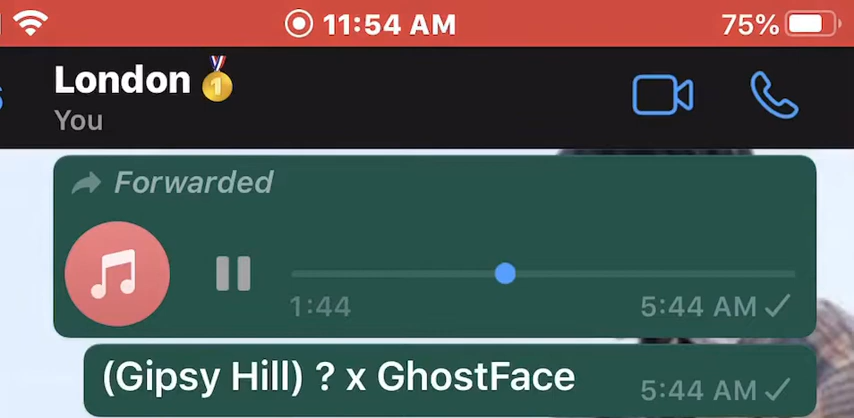 11:54 AM
75%
London🥇
You
Forwarded
1:44
5:44 AM
(Gipsy Hill) ? x GhostFace
5:44 AM